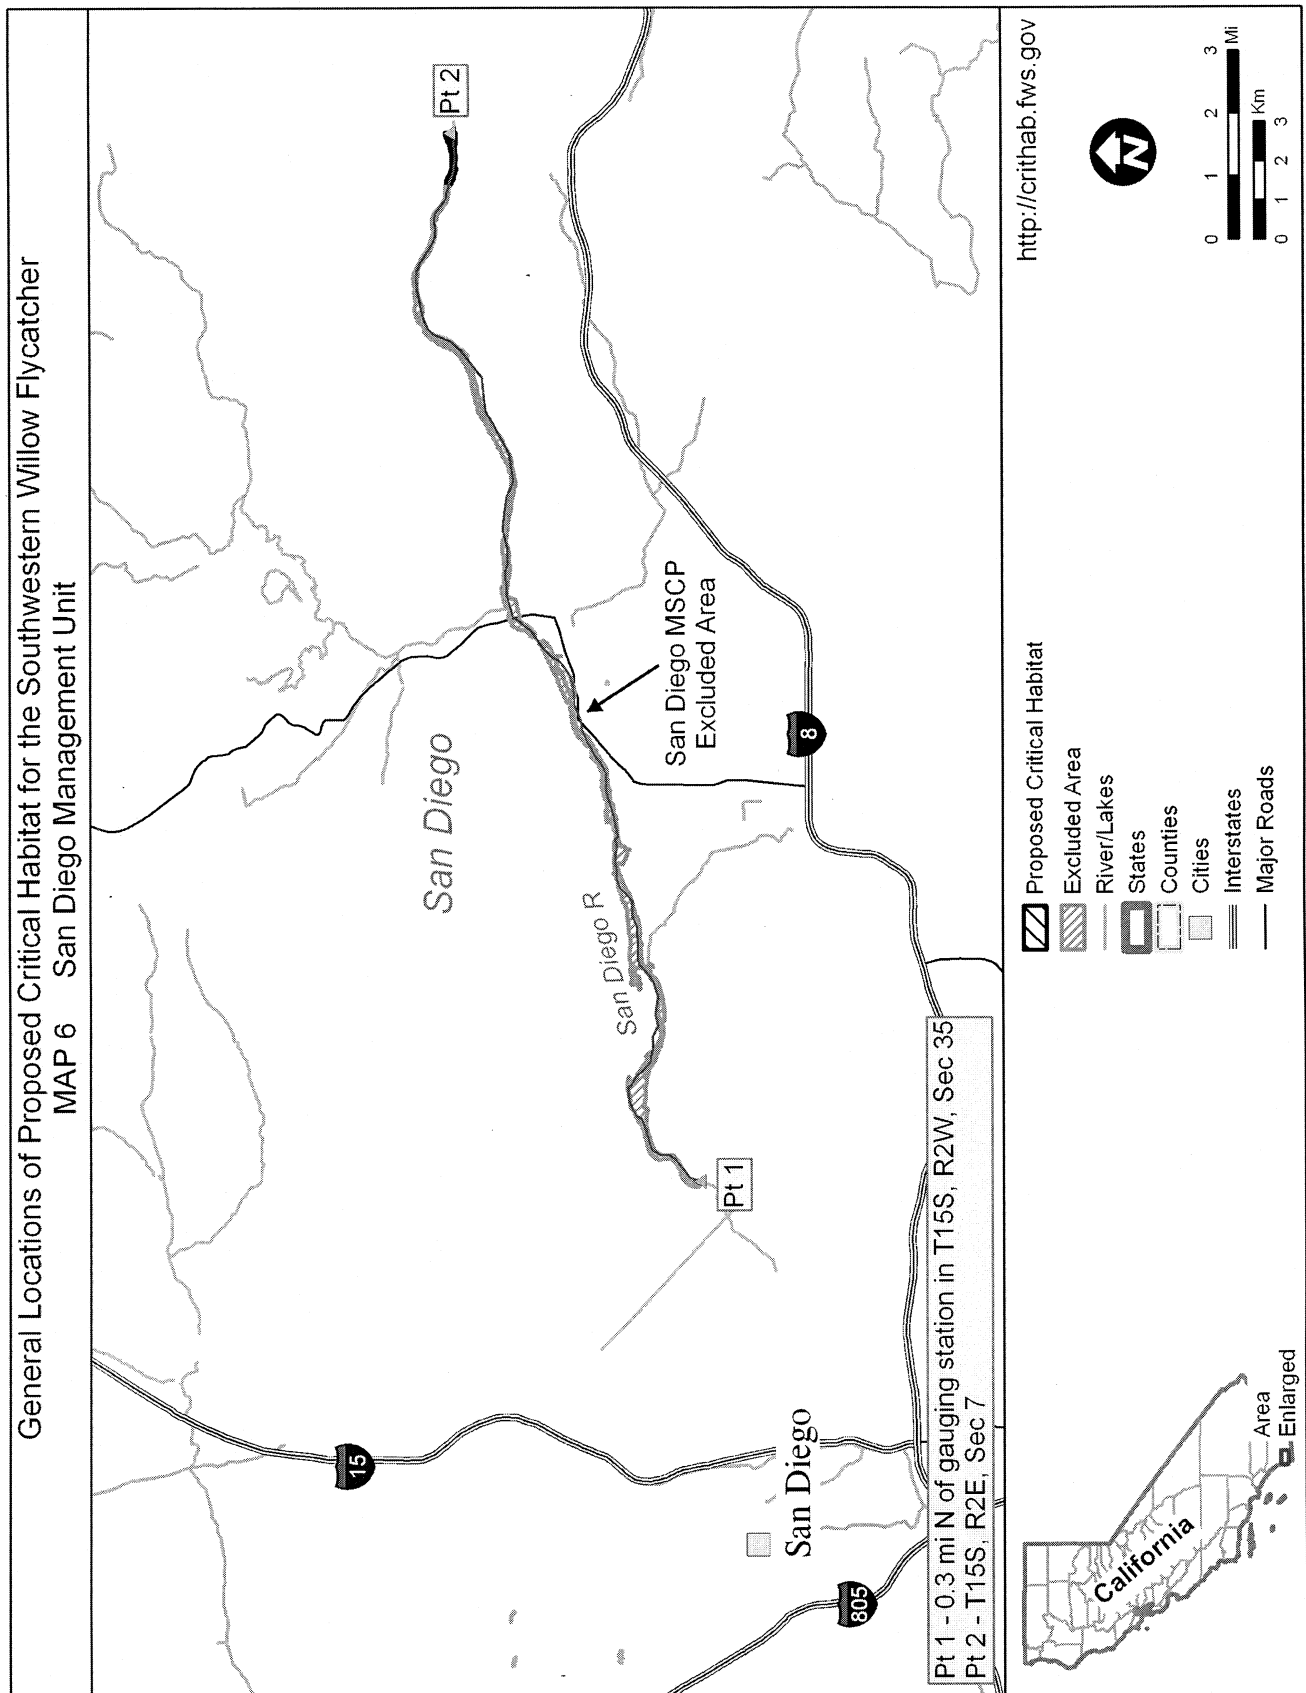 General Locations of Proposed Critical Habitat for the Southwestern Willow Flycatcher
MAP 6 San Diego Management Unit
15
805
San Diego
San Diego
San Diego R
Pt 1
Pt 2
San Diego MSCP
Excluded Area
8
Pt 1 - 0.3 mi N of gauging station in T15S, R2W, Sec 35
Pt 2 - T15S, R2E, Sec 7
California
Area
Enlarged
Proposed Critical Habitat
Excluded Area
River/Lakes
States
Counties
Cities
Interstates
Major Roads
http://crithab.fws.gov
N
0 1 2 3
Mi
Km
0 1 2 3